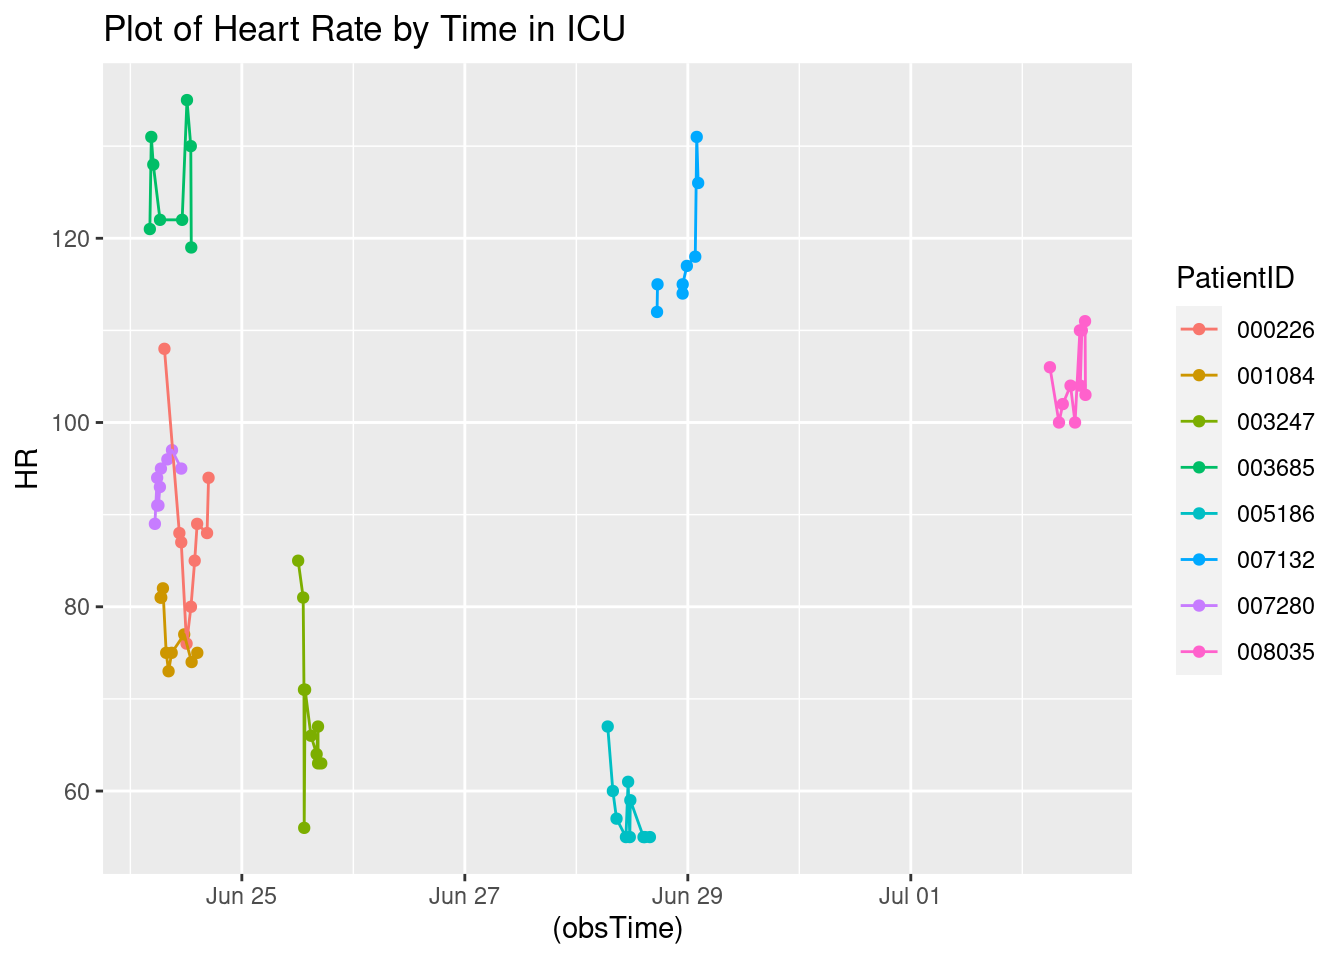 Plot of Heart Rate by Time in ICU
120
100
80
60
HR
Jun 25
Jun 27
Jun 29
Jul 01
(obsTime)
PatientID
000226
001084
003247
003685
005186
007132
007280
008035